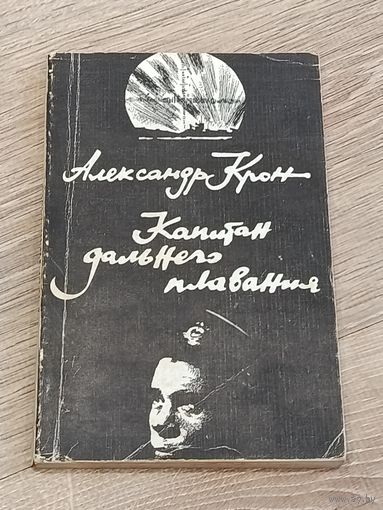 Александр Крон
Капитан
дальнего
плавания